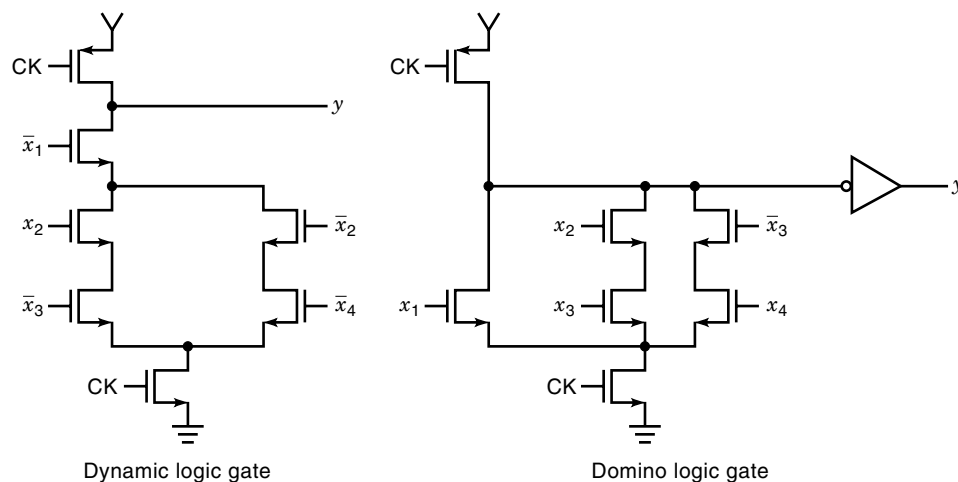 CK
y
x̅₁
x₂
x̅₂
x̅₃
x̅₄
CK
Dynamic logic gate
CK
y
x₂
x̅₃
x₁
x₃
x₄
CK
Domino logic gate